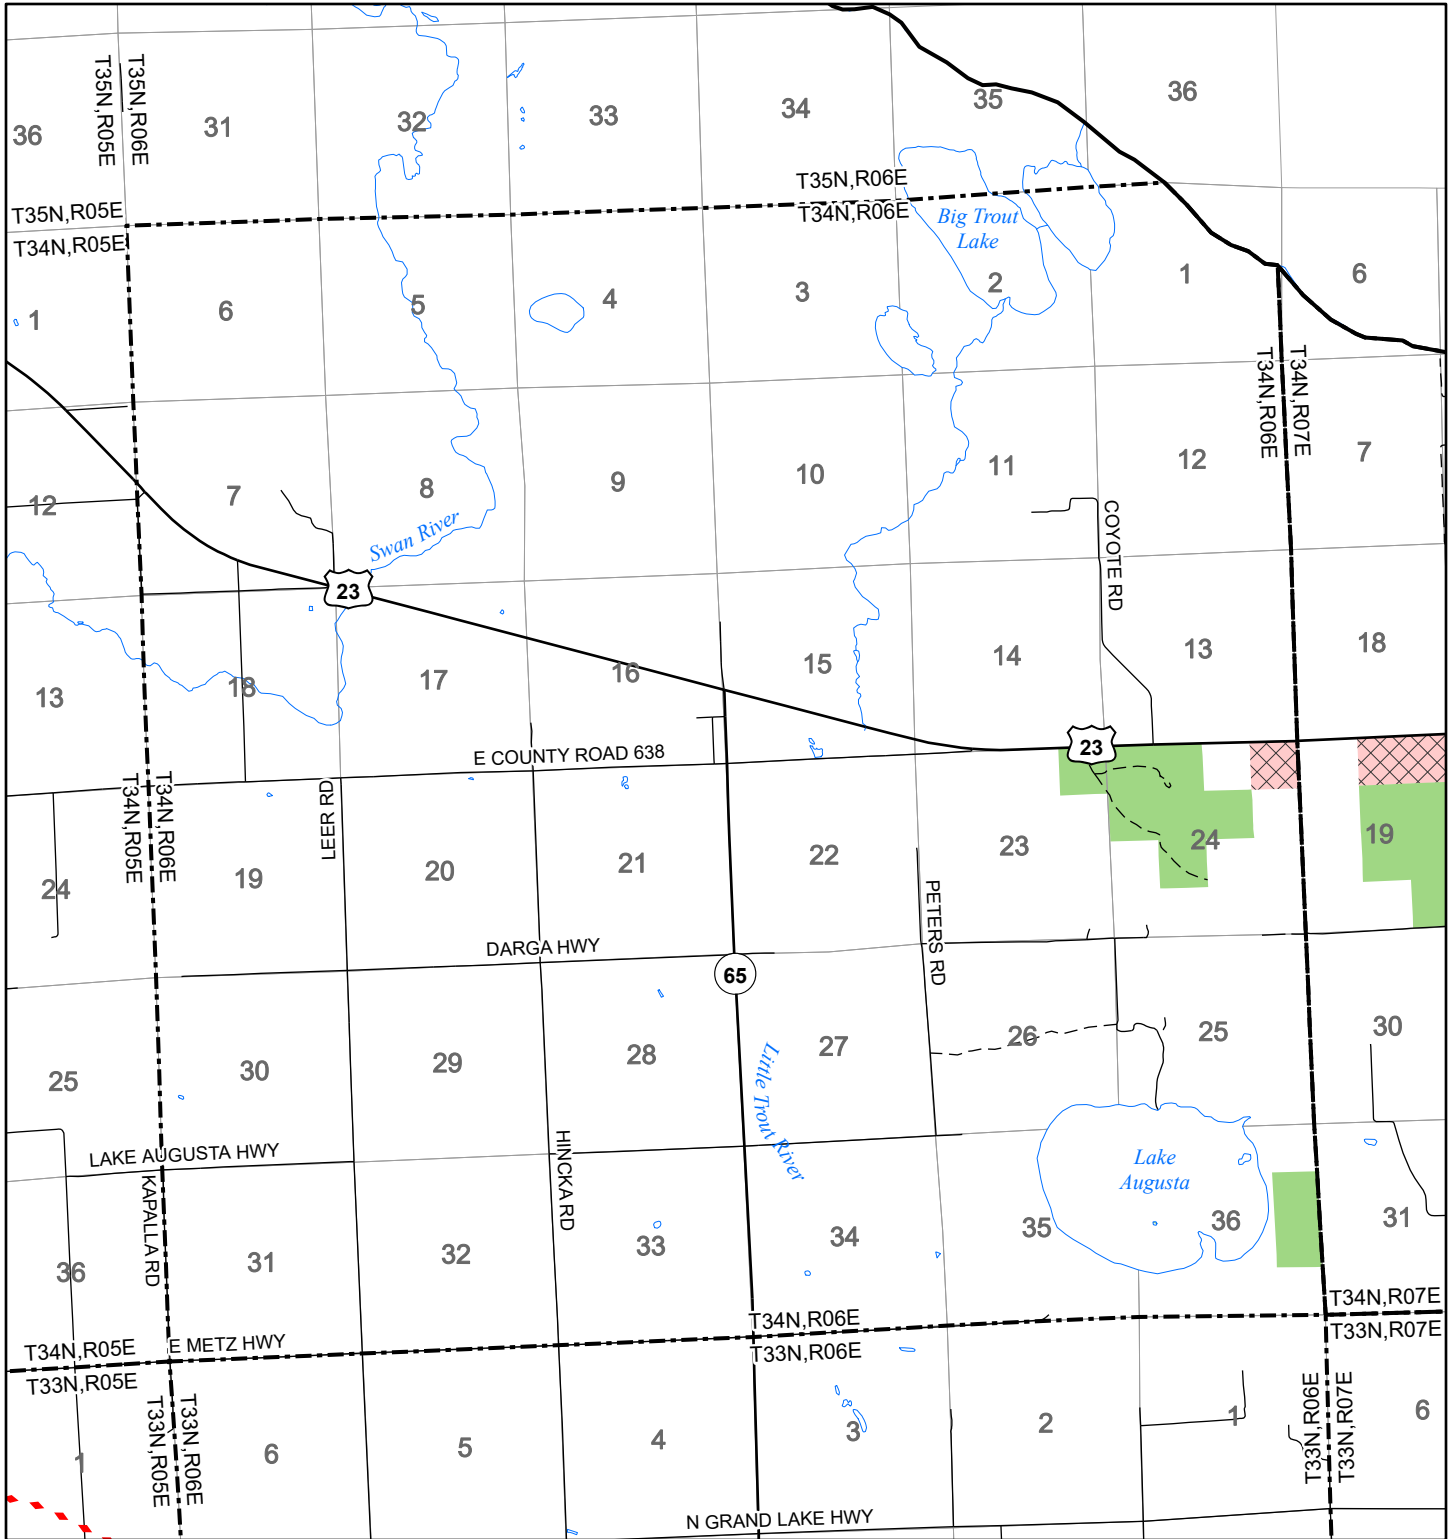 T35N,R05E
T35N,R06E
36
31
32
33
34
35
36
T35N,R05E
T34N,R05E
T35N,R06E
T34N,R06E
Big Trout
Lake
1
6
5
4
3
2
1
6
T34N,R06E
T34N,R07E
12
7
8
9
10
11
12
7
Swan River
COYOTE RD
23
13
18
17
16
15
14
13
18
E COUNTY ROAD 638
23
T34N,R05E
T34N,R06E
LEER RD
24
19
20
21
22
23
24
19
PETERS RD
DARGA HWY
65
25
30
29
28
27
26
25
30
Little Trout River
LAKE AUGUSTA HWY
KAPALLA RD
HINCKA RD
Lake
Augusta
36
31
32
33
34
35
36
31
T34N,R05E
T33N,R05E
E METZ HWY
T34N,R06E
T33N,R06E
T34N,R07E
T33N,R07E
T33N,R05E
T33N,R06E
T33N,R06E
T33N,R07E
1
6
5
4
3
2
1
6
N GRAND LAKE HWY